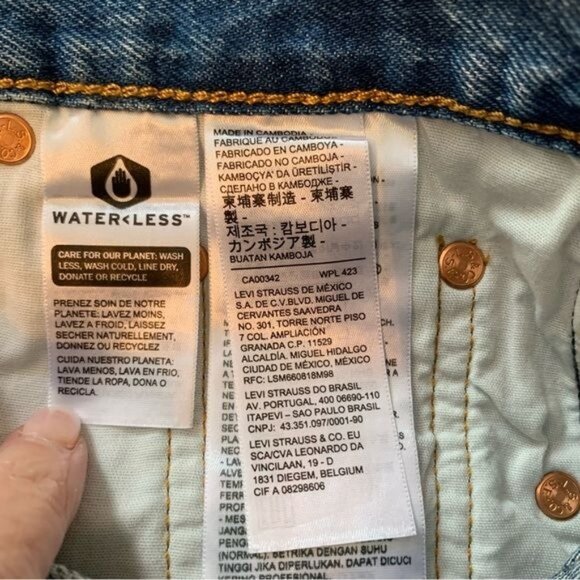 WATER<LESS™
CARE FOR OUR PLANET: WASH
LESS, WASH COLD, LINE DRY,
DONATE OR RECYCLE
PRENEZ SOIN DE NOTRE
PLANETE: LAVEZ MOINS,
LAVEZ A FROID, LAISSEZ
SECHER NATURELLEMENT,
DONNEZ OU RECYCLEZ
CUIDA NUESTRO PLANETA:
LAVA MENOS, LAVA EN FRIO,
TIENDE LA ROPA, DONA O
RECICLA.
MADE IN CAMBODIA
FABRIQUÉ AU CAMBODGE
FABRICADO EN CAMBOYA -
FABRICADO NO CAMBOJA -
KAMBOÇYA' DA ÜRETİLİŞTİR -
СДЕЛАНО В КАМБОДЖЕ -
柬埔寨制造 - 柬埔寨
製 -
제조국 : 캄보디아 -
カンボジア製 -
BUATAN KAMBOJA
CA00342 WPL 423
LEVI STRAUSS DE MÉXICO
S.A. DE C.V.BLVD. MIGUEL DE
CERVANTES SAAVEDRA
NO. 301, TORRE NORTE PISO
7 COL. AMPLIACIÓN
GRANADA C.P. 11529
ALCALDÍA. MIGUEL HIDALGO
CIUDAD DE MÉXICO, MÉXICO
RFC: LSM660818M98
LEVI STRAUSS DO BRASIL
AV. PORTUGAL, 400 06690-110
ITAPEVI – SAO PAULO BRASIL
CNPJ: 43.351.097/0001-90
LEVI STRAUSS & CO. EU
SCA/CVA LEONARDO DA
VINCILAAN, 19 - D
1831 DIEGEM, BELGIUM
CIF A 08298606
(NORMAL). SETRIKA DENGAN SUHU
TINGGI JIKA DIPERLUKAN. DAPAT DICUCI